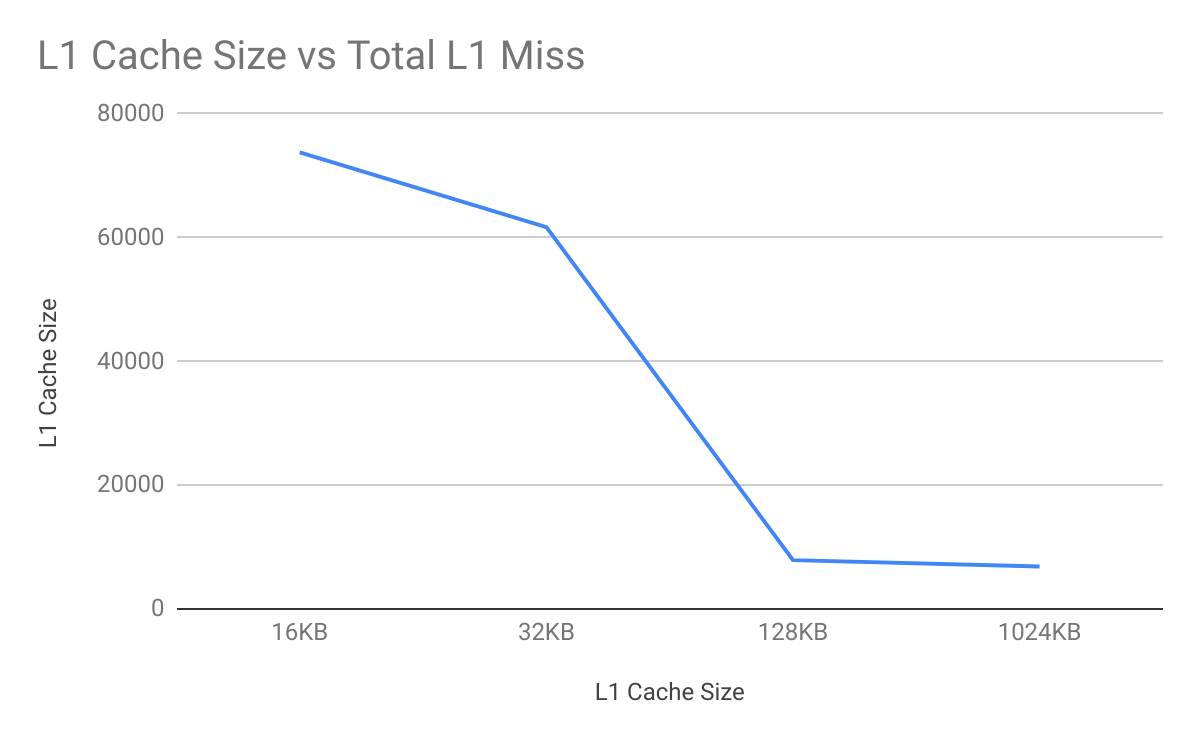 L1 Cache Size vs Total L1 Miss
80000
60000
40000
20000
0
L1 Cache Size
16KB 32KB 128KB 1024KB
L1 Cache Size